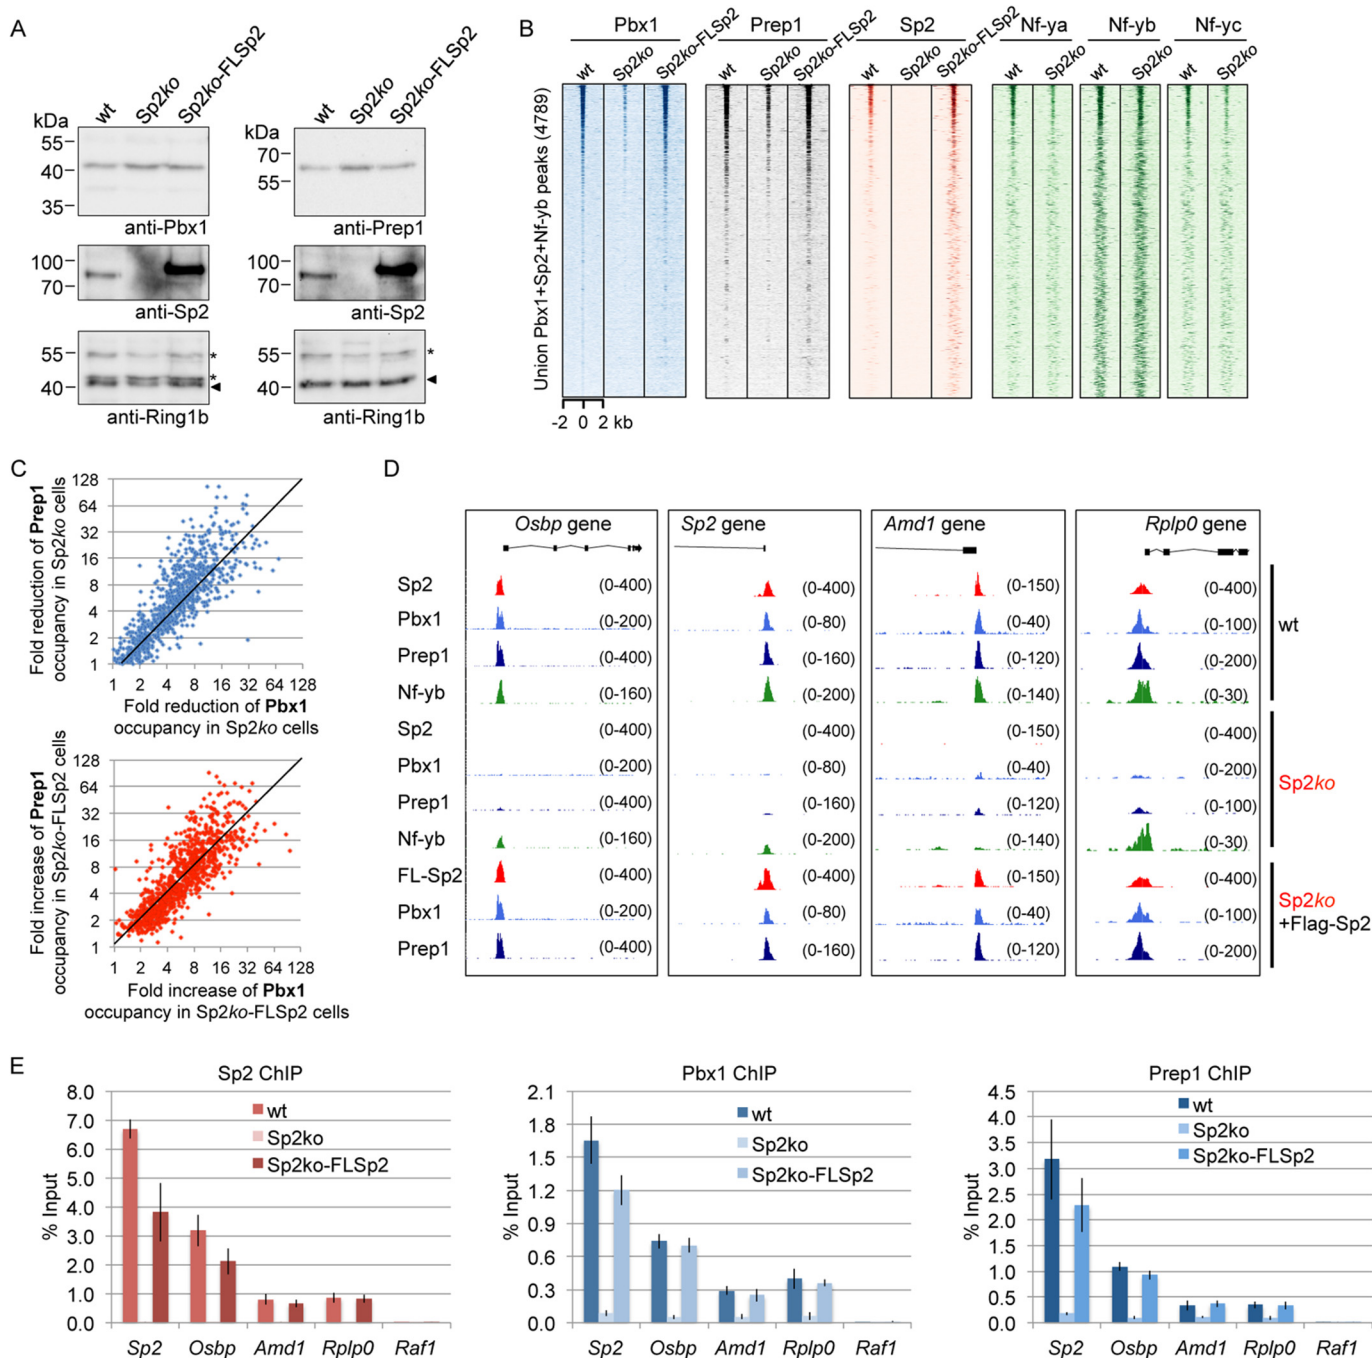 A
wt
Sp2ko
Sp2ko-FLSp2
kDa
55
40
35
anti-Pbx1
100
70
anti-Sp2
55
*
*
40
anti-Ring1b
wt
Sp2ko
Sp2ko-FLSp2
kDa
70
55
anti-Prep1
100
70
anti-Sp2
55
*
40
anti-Ring1b
B
Pbx1
Prep1
Sp2
Nf-ya
Nf-yb
Nf-yc
wt
Sp2ko
Sp2ko-FLSp2
wt
Sp2ko
Sp2ko-FLSp2
wt
Sp2ko
Sp2ko-FLSp2
wt
Sp2ko
wt
Sp2ko
wt
Sp2ko
Union Pbx1+Sp2+Nf-yb peaks (4789)
-2 0 2 kb
C
Fold reduction of Prep1
occupancy in Sp2ko cells
128
64
32
16
8
4
2
1
1 2 4 8 16 32 64 128
Fold reduction of Pbx1
occupancy in Sp2ko cells
Fold increase of Prep1
occupancy in Sp2ko-FLSp2 cells
128
64
32
16
8
4
2
1
1 2 4 8 16 32 64 128
Fold increase of Pbx1
occupancy in Sp2ko-FLSp2 cells
D
Osbp gene
Sp2 gene
Amd1 gene
Rplp0 gene
Sp2 (0-400) (0-400) (0-150) (0-400)
Pbx1 (0-200) (0-80) (0-40) (0-100)
Prep1 (0-400) (0-160) (0-120) (0-200)
Nf-yb (0-160) (0-200) (0-140) (0-30)
wt
Sp2 (0-400) (0-400) (0-150) (0-400)
Pbx1 (0-200) (0-80) (0-40) (0-200)
Prep1 (0-400) (0-160) (0-120) (0-100)
Nf-yb (0-160) (0-200) (0-140) (0-30)
Sp2ko
FL-Sp2 (0-400) (0-400) (0-150) (0-400)
Pbx1 (0-200) (0-80) (0-40) (0-100)
Prep1 (0-400) (0-160) (0-120) (0-200)
Sp2ko
+Flag-Sp2
E
Sp2 ChIP
% Input
8.0
7.0
6.0
5.0
4.0
3.0
2.0
1.0
0.0
wt
Sp2ko
Sp2ko-FLSp2
Sp2 Osbp Amd1 Rplp0 Raf1
Pbx1 ChIP
% Input
2.1
1.8
1.5
1.2
0.9
0.6
0.3
0.0
wt
Sp2ko
Sp2ko-FLSp2
Sp2 Osbp Amd1 Rplp0 Raf1
Prep1 ChIP
% Input
4.5
4.0
3.5
3.0
2.5
2.0
1.5
1.0
0.5
0.0
wt
Sp2ko
Sp2ko-FLSp2
Sp2 Osbp Amd1 Rplp0 Raf1